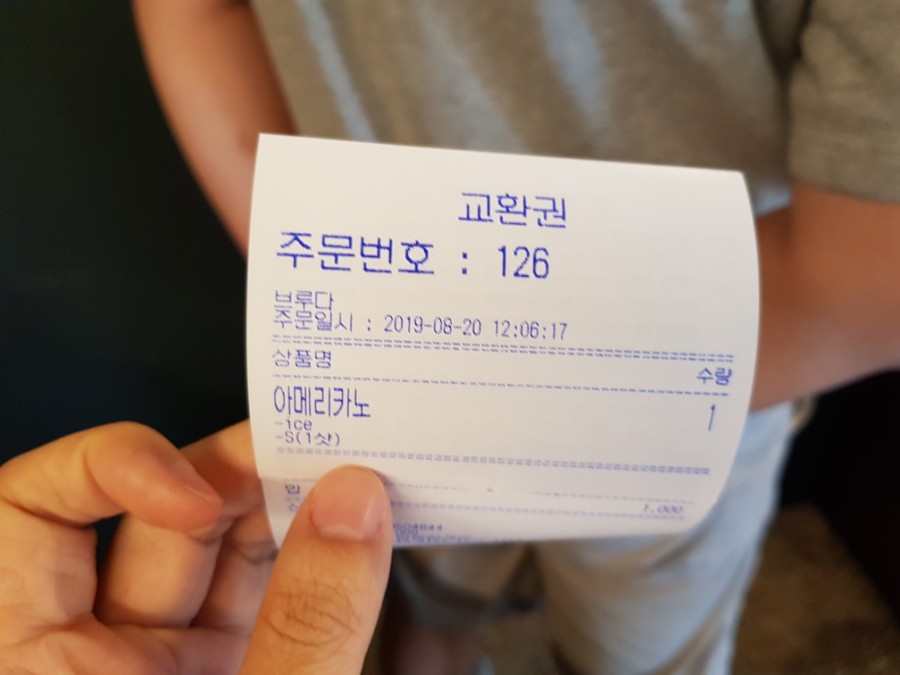 교환권
주문번호 : 126
브루다
주문일시 : 2019-08-20 12:06:17
상품명 수량
아메리카노 1
-ice
-S(1샷)
1,000